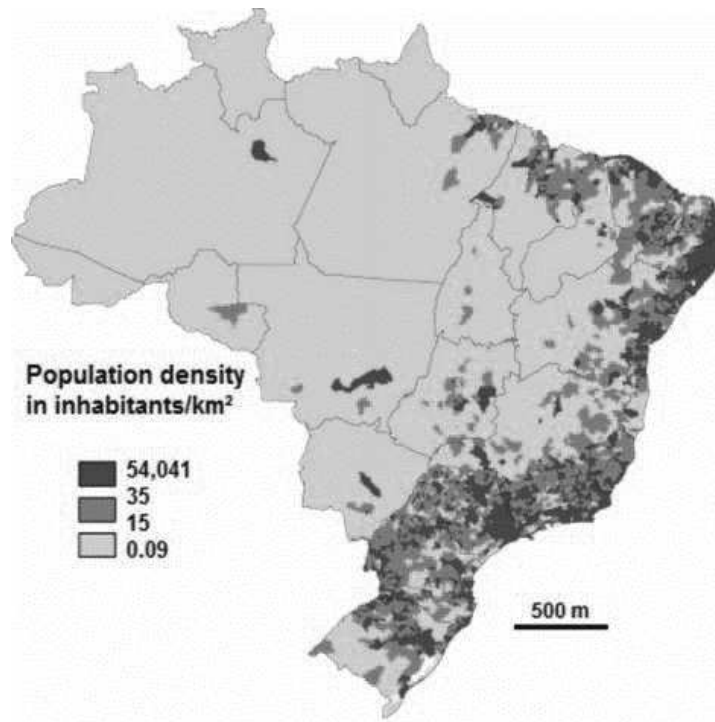 Population density
in inhabitants/km²
54,041
35
15
0.09
500 m